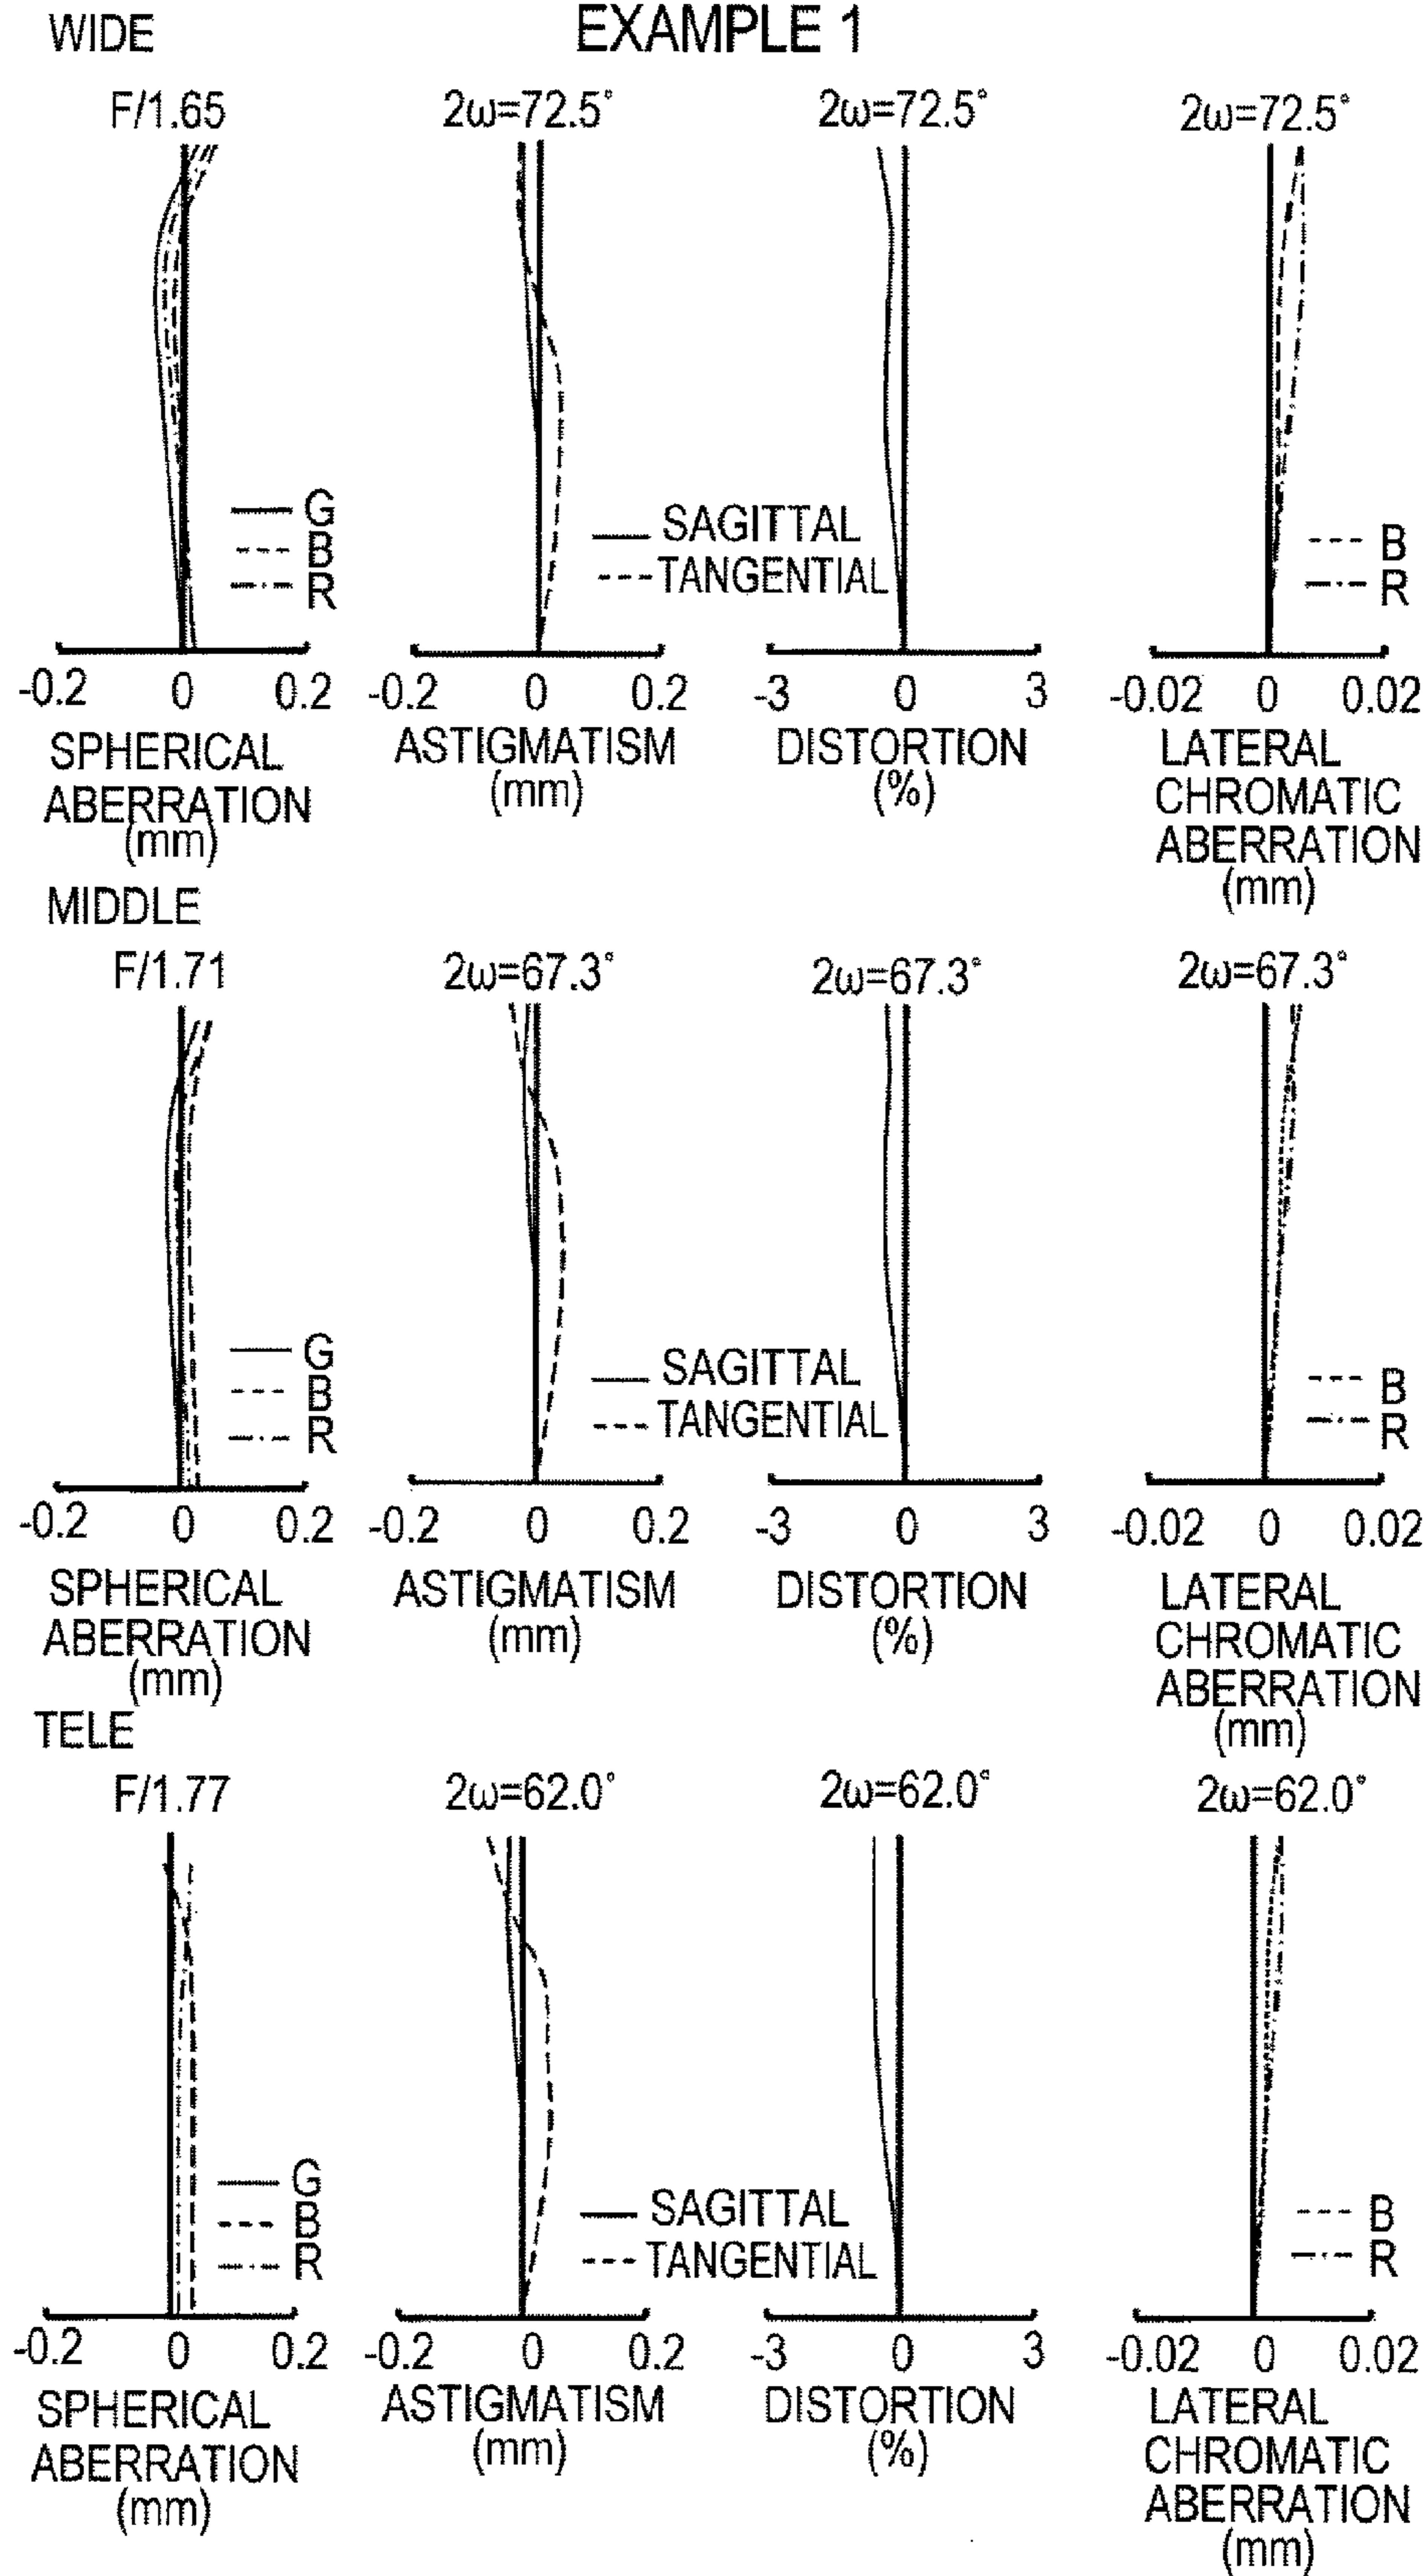 WIDE
EXAMPLE 1
F/1.65
2ω=72.5°
2ω=72.5°
2ω=72.5°
G
B
R
SAGITTAL
TANGENTIAL
B
R
-0.2 0 0.2
-0.2 0 0.2
-3 0 3
-0.02 0 0.02
SPHERICAL
ABERRATION
(mm)
ASTIGMATISM
(mm)
DISTORTION
(%)
LATERAL
CHROMATIC
ABERRATION
(mm)
MIDDLE
F/1.71
2ω=67.3°
2ω=67.3°
2ω=67.3°
G
B
R
SAGITTAL
TANGENTIAL
B
R
-0.2 0 0.2
-0.2 0 0.2
-3 0 3
-0.02 0 0.02
SPHERICAL
ABERRATION
(mm)
ASTIGMATISM
(mm)
DISTORTION
(%)
LATERAL
CHROMATIC
ABERRATION
(mm)
TELE
F/1.77
2ω=62.0°
2ω=62.0°
2ω=62.0°
G
B
R
SAGITTAL
TANGENTIAL
B
R
-0.2 0 0.2
-0.2 0 0.2
-3 0 3
-0.02 0 0.02
SPHERICAL
ABERRATION
(mm)
ASTIGMATISM
(mm)
DISTORTION
(%)
LATERAL
CHROMATIC
ABERRATION
(mm)